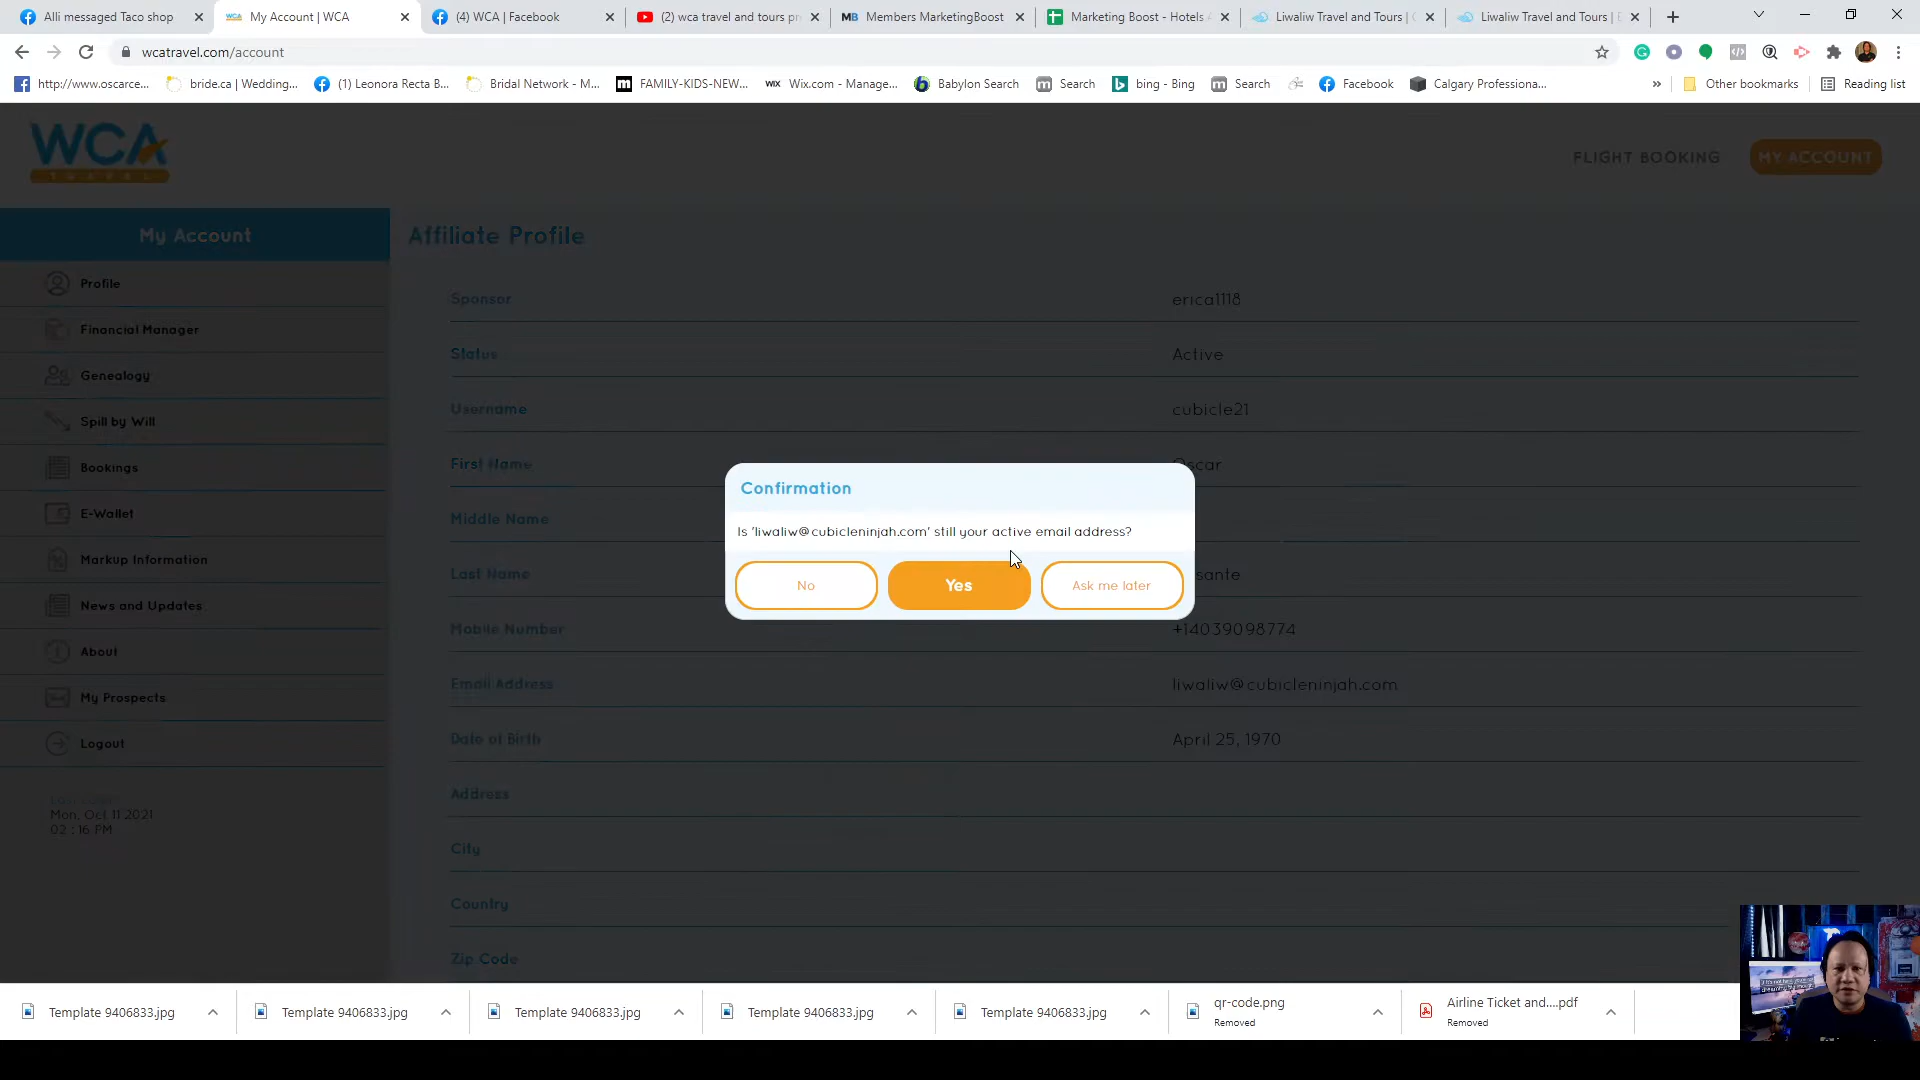 Alli messaged Taco shop
My Account | WCA
(4) WCA | Facebook
(2) wca travel and tours pr
MB Members MarketingBoost
Marketing Boost - Hotels
Liwaliw Travel and Tours |
Liwaliw Travel and Tours |
wcatravel.com/account
http://www.oscarce...
bride.ca | Wedding...
(1) Leonora Recta B...
Bridal Network - M...
FAMILY-KIDS-NEW...
WIX Wix.com - Manage...
Babylon Search
Search
bing - Bing
Search
Facebook
Calgary Professiona...
»
Other bookmarks
Reading list
WCA
TRAVEL
FLIGHT BOOKING
MY ACCOUNT
My Account
Profile
Financial Manager
Genealogy
Spill by Will
Bookings
E-Wallet
Markup Information
News and Updates
About
My Prospects
Logout
Mon, Oct 11 2021
02 : 16 PM
Affiliate Profile
Sponsor erica1118
Status Active
Username cubicle21
First Name Oscar
Middle Name
Last Name sante
Mobile Number +14039098774
Email Address liwaliw@cubicleninjah.com
Date of Birth April 25, 1970
Address
City
Country
Zip Code
Confirmation
Is 'liwaliw@cubicleninjah.com' still your active email address?
No
Yes
Ask me later
Template 9406833.jpg
Template 9406833.jpg
Template 9406833.jpg
Template 9406833.jpg
Template 9406833.jpg
qr-code.png
Removed
Airline Ticket and....pdf
Removed